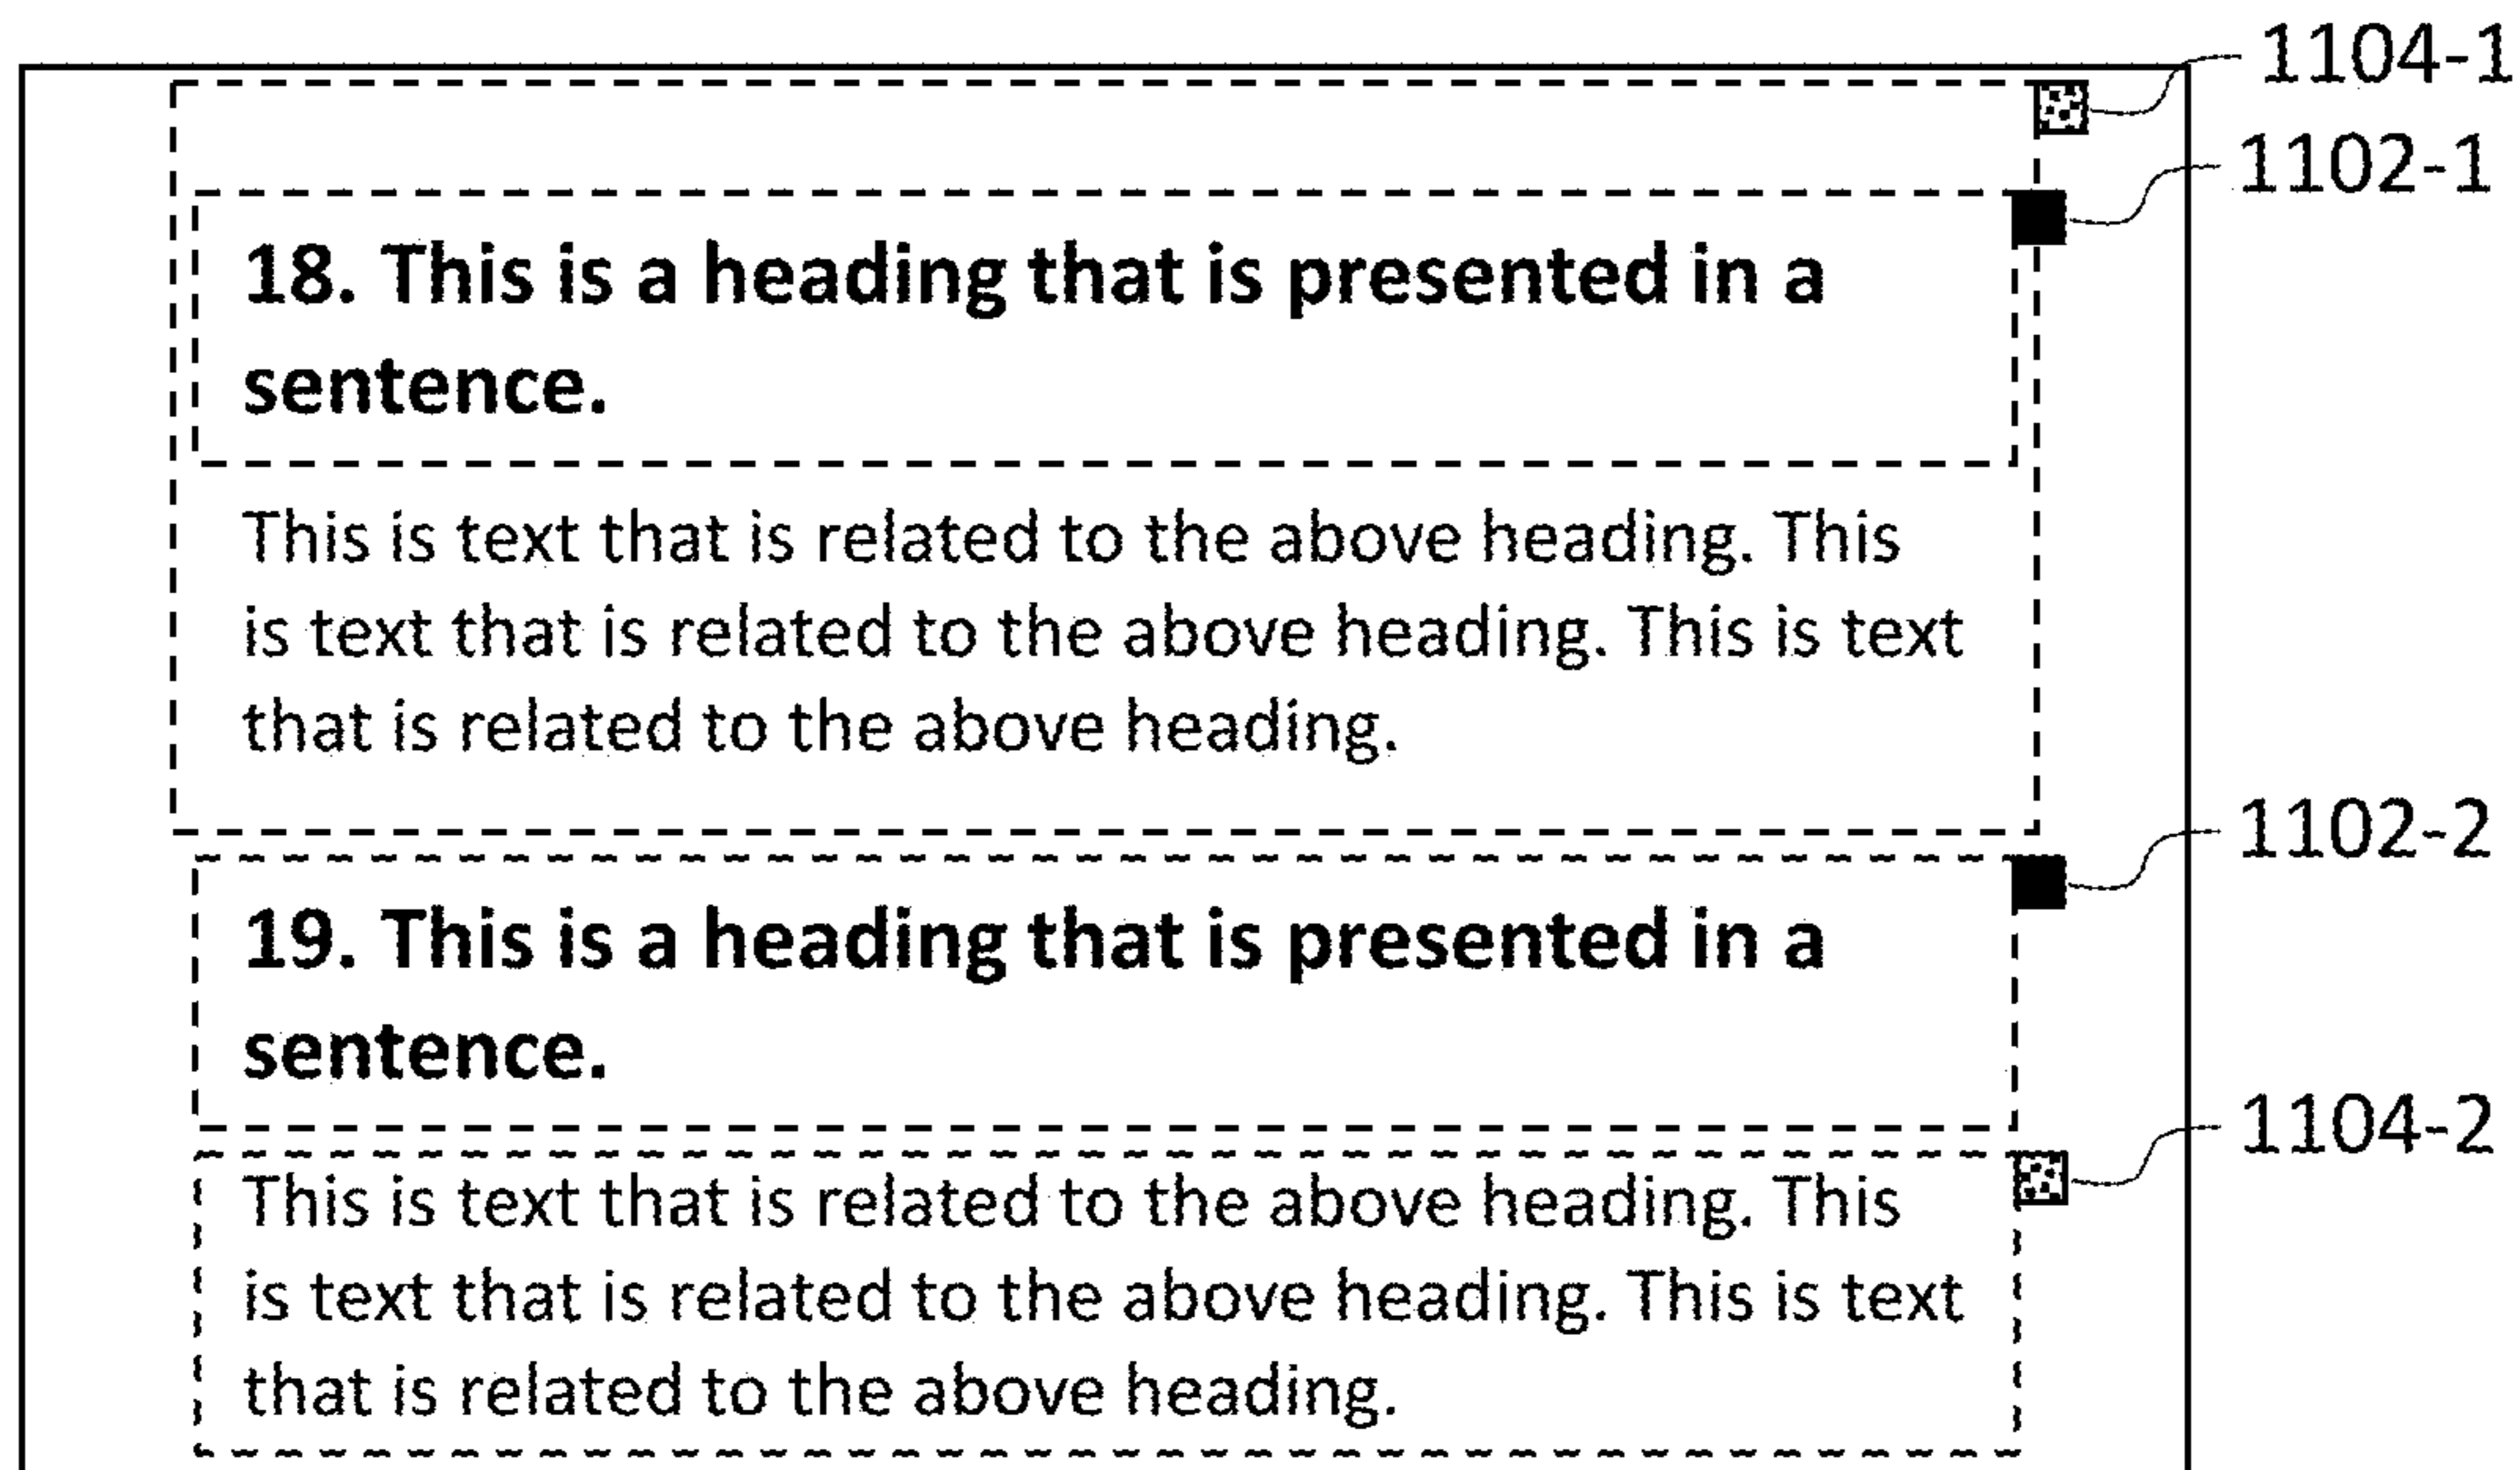 1104-1
1102-1
18. This is a heading that is presented in a
sentence.
This is text that is related to the above heading. This
is text that is related to the above heading. This is text
that is related to the above heading.
1102-2
19. This is a heading that is presented in a
sentence.
1104-2
This is text that is related to the above heading. This
is text that is related to the above heading. This is text
that is related to the above heading.